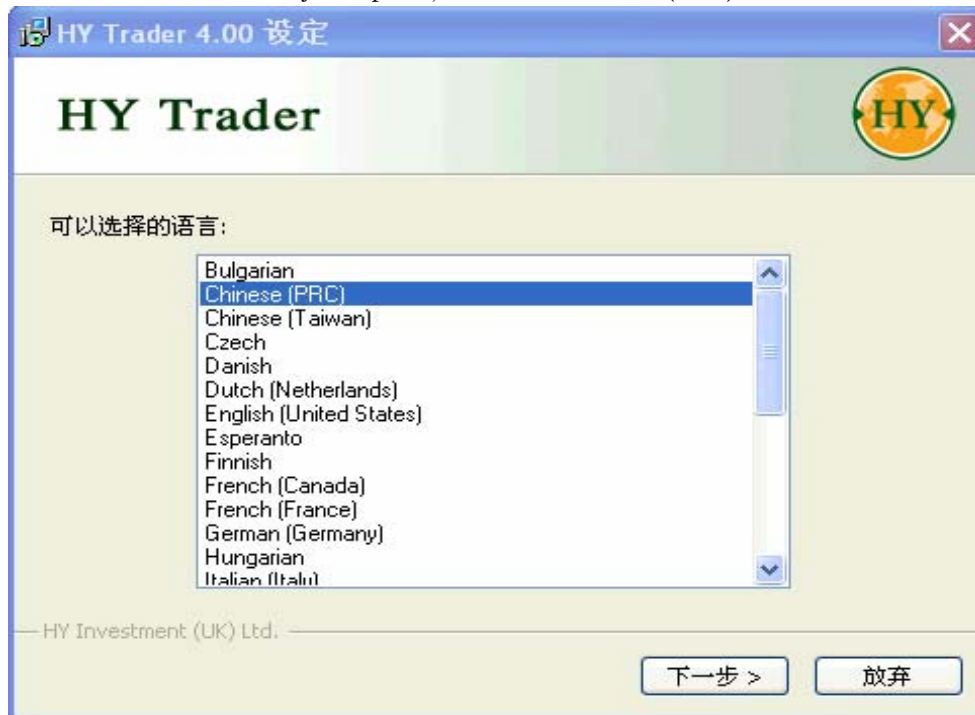 HY Trader 4.00 设定
HY Trader
HY
可以选择的语言:
Bulgarian
Chinese (PRC)
Chinese (Taiwan)
Czech
Danish
Dutch (Netherlands)
English (United States)
Esperanto
Finnish
French (Canada)
French (France)
German (Germany)
Hungarian
Italian (Italy)
HY Investment (UK) Ltd.
下一步 >
放弃